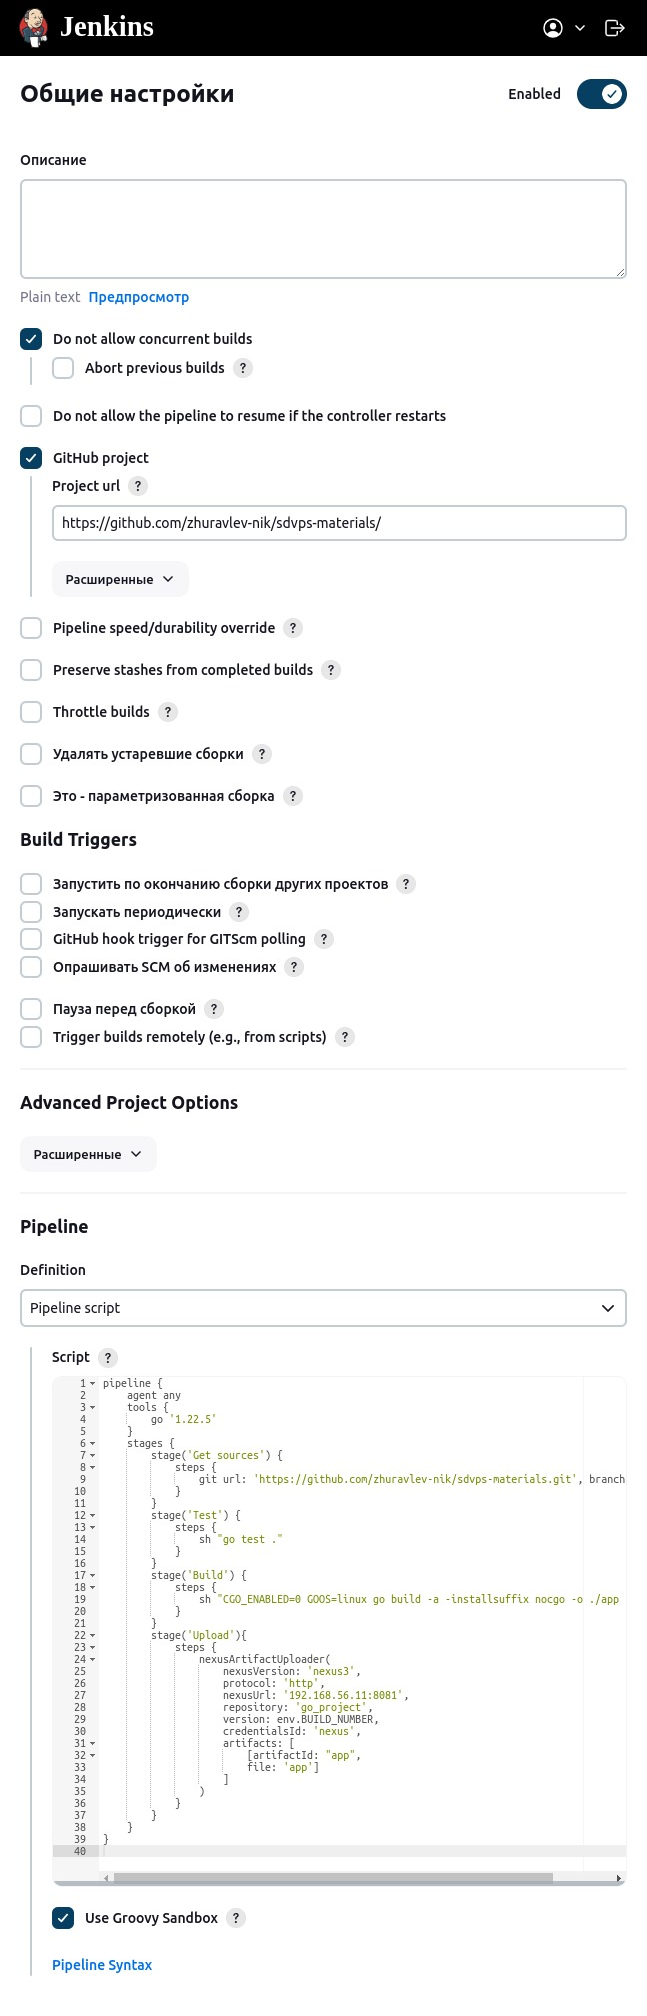 Jenkins
Общие настройки
Enabled
Описание
Plain text Предпросмотр
Do not allow concurrent builds
Abort previous builds ?
Do not allow the pipeline to resume if the controller restarts
GitHub project
Project url ?
https://github.com/zhuravlev-nik/sdvps-materials/
Расширенные
Pipeline speed/durability override ?
Preserve stashes from completed builds ?
Throttle builds ?
Удалять устаревшие сборки ?
Это - параметризованная сборка ?
Build Triggers
Запустить по окончанию сборки других проектов ?
Запускать периодически ?
GitHub hook trigger for GITScm polling ?
Опрашивать SCM об изменениях ?
Пауза перед сборкой ?
Trigger builds remotely (e.g., from scripts) ?
Advanced Project Options
Расширенные
Pipeline
Definition
Pipeline script
Script ?
1 pipeline {
2 agent any
3 tools {
4 go '1.22.5'
5 }
6 stages {
7 stage('Get sources') {
8 steps {
9 git url: 'https://github.com/zhuravlev-nik/sdvps-materials.git', branch
10 }
11 }
12 stage('Test') {
13 steps {
14 sh "go test ."
15 }
16 }
17 stage('Build') {
18 steps {
19 sh "CGO_ENABLED=0 GOOS=linux go build -a -installsuffix nocgo -o ./app
20 }
21 }
22 stage('Upload'){
23 steps {
24 nexusArtifactUploader(
25 nexusVersion: 'nexus3',
26 protocol: 'http',
27 nexusUrl: '192.168.56.11:8081',
28 repository: 'go_project',
29 version: env.BUILD_NUMBER,
30 credentialsId: 'nexus',
31 artifacts: [
32 [artifactId: "app",
33 file: 'app']
34 ]
35 )
36 }
37 }
38 }
39 }
40
Use Groovy Sandbox ?
Pipeline Syntax